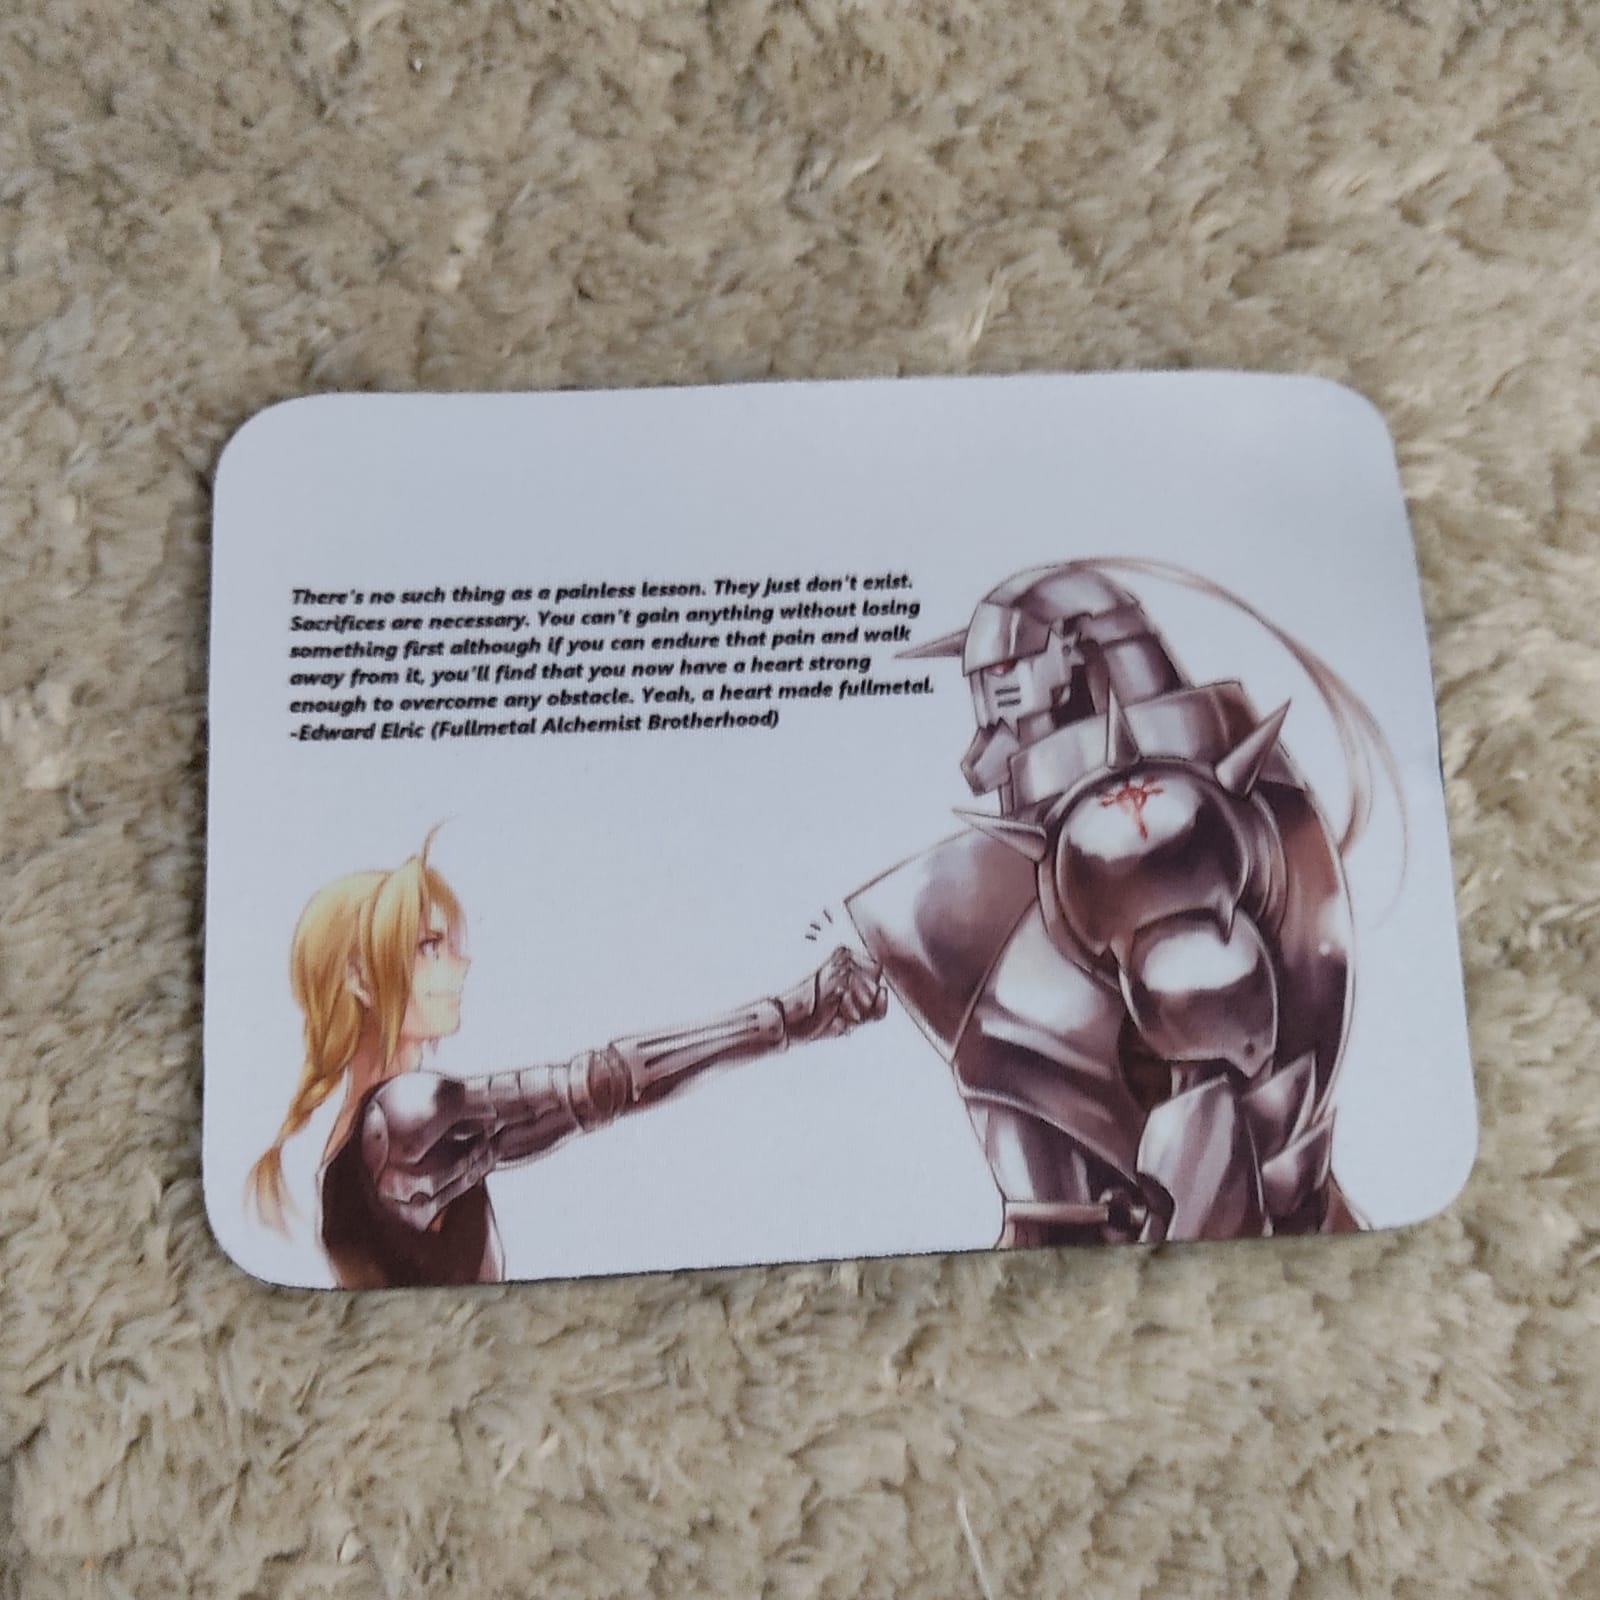 There's no such thing as a painless lesson. They just don't exist.
Sacrifices are necessary. You can't gain anything without losing
something first although if you can endure that pain and walk
away from it, you'll find that you now have a heart strong
enough to overcome any obstacle. Yeah, a heart made fullmetal.
-Edward Elric (Fullmetal Alchemist Brotherhood)